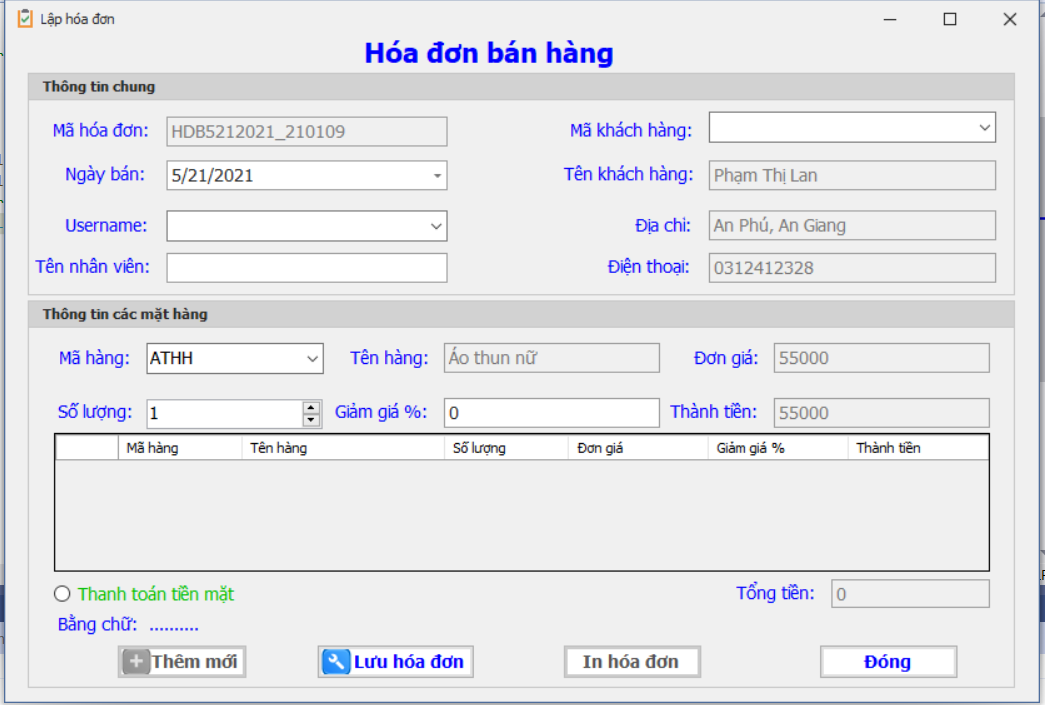 Lập hóa đơn
Hóa đơn bán hàng
Thông tin chung
Mã hóa đơn: HDB5212021_210109 Mã khách hàng:
Ngày bán: 5/21/2021 Tên khách hàng: Phạm Thị Lan
Username: Địa chỉ: An Phú, An Giang
Tên nhân viên: Điện thoại: 0312412328
Thông tin các mặt hàng
Mã hàng: ATHH Tên hàng: Áo thun nữ Đơn giá: 55000
Số lượng: 1 Giảm giá %: 0 Thành tiền: 55000
Mã hàng Tên hàng Số lượng Đơn giá Giảm giá % Thành tiền
Thanh toán tiền mặt Tổng tiền: 0
Bằng chữ: ..........
Thêm mới Lưu hóa đơn In hóa đơn Đóng